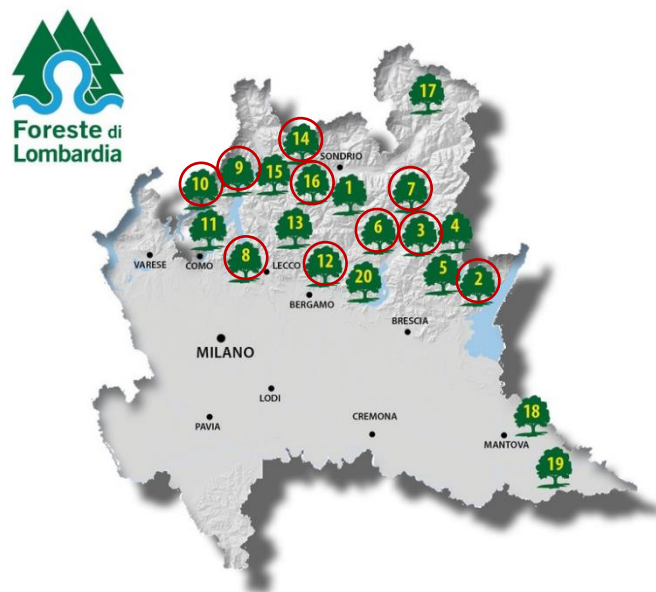 Foreste di
Lombardia
17
14
SONDRIO
9
15
10
16
1
7
11
13
6
3
4
VARESE
COMO
8
LECCO
12
20
5
2
BERGAMO
BRESCIA
MILANO
LODI
PAVIA
CREMONA
18
MANTOVA
19